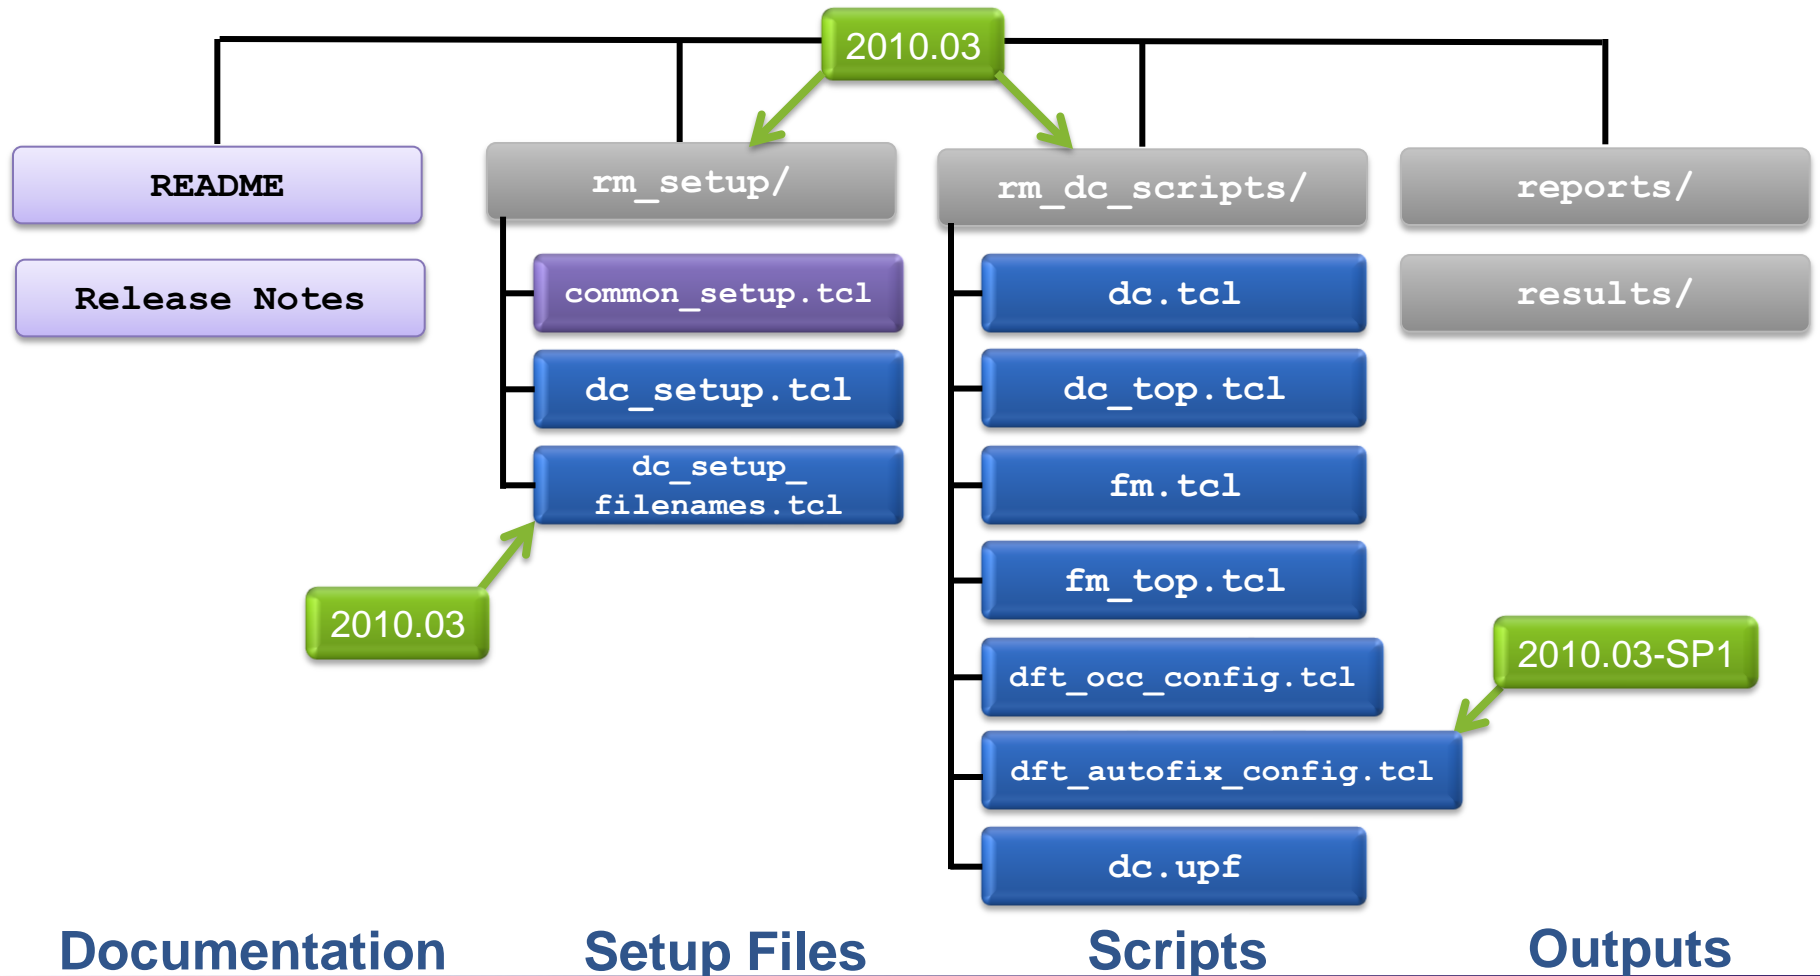 2010.03
README
Release Notes
rm_setup/
common_setup.tcl
dc_setup.tcl
dc_setup_
filenames.tcl
2010.03
rm_dc_scripts/
dc.tcl
dc_top.tcl
fm.tcl
fm_top.tcl
dft_occ_config.tcl
dft_autofix_config.tcl
dc.upf
reports/
results/
2010.03-SP1
Documentation
Setup Files
Scripts
Outputs